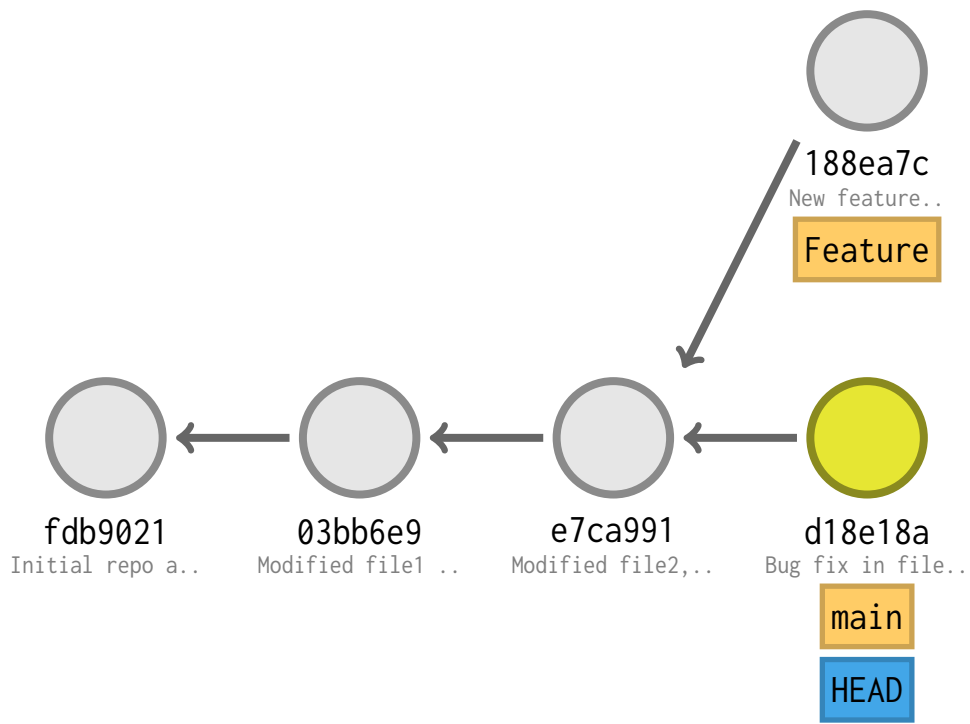 188ea7c
New feature..
Feature
fdb9021
Initial repo a..
03bb6e9
Modified file1 ..
e7ca991
Modified file2,..
d18e18a
Bug fix in file..
main
HEAD